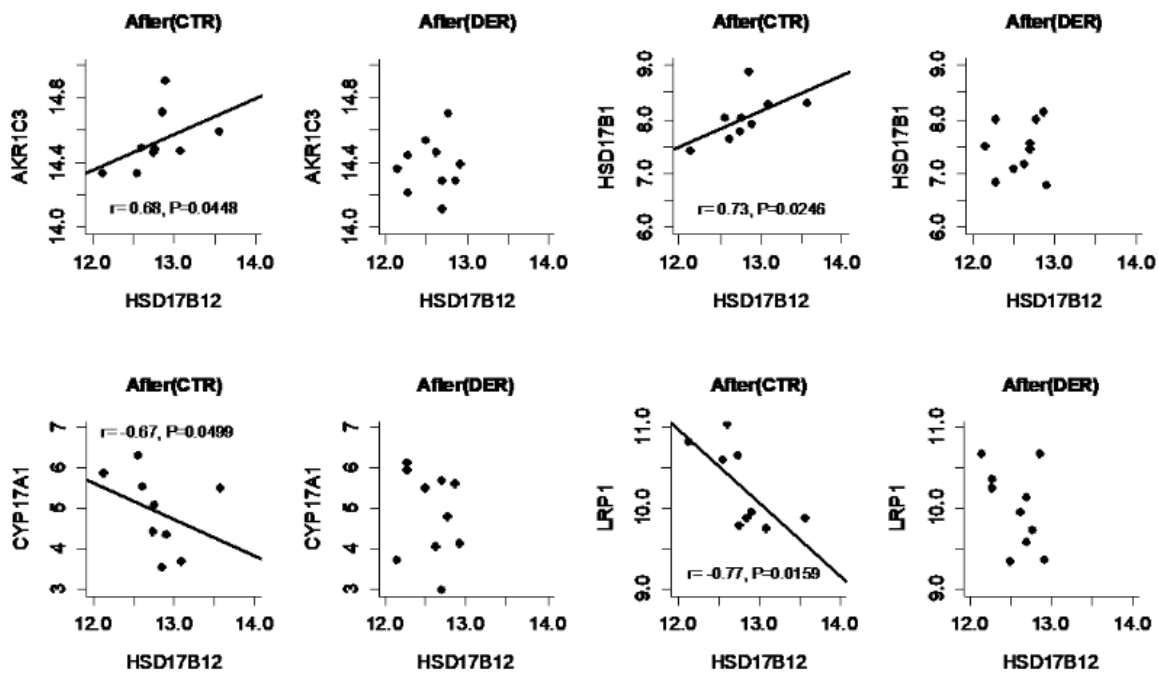 After(CTR)
After(DER)
After(CTR)
After(DER)
AKR1C3
14.8
14.4
14.0
r= 0.68, P=0.0448
12.0 13.0 14.0
HSD17B12
AKR1C3
14.8
14.4
14.0
12.0 13.0 14.0
HSD17B12
HSD17B1
9.0
8.0
7.0
6.0
r= 0.73, P=0.0246
12.0 13.0 14.0
HSD17B12
HSD17B1
9.0
8.0
7.0
6.0
12.0 13.0 14.0
HSD17B12
After(CTR)
After(DER)
After(CTR)
After(DER)
CYP17A1
7
6
5
4
3
r= -0.67, P=0.0499
12.0 13.0 14.0
HSD17B12
CYP17A1
7
6
5
4
3
12.0 13.0 14.0
HSD17B12
LRP1
11.0
10.0
9.0
r= -0.77, P=0.0159
12.0 13.0 14.0
HSD17B12
LRP1
11.0
10.0
9.0
12.0 13.0 14.0
HSD17B12